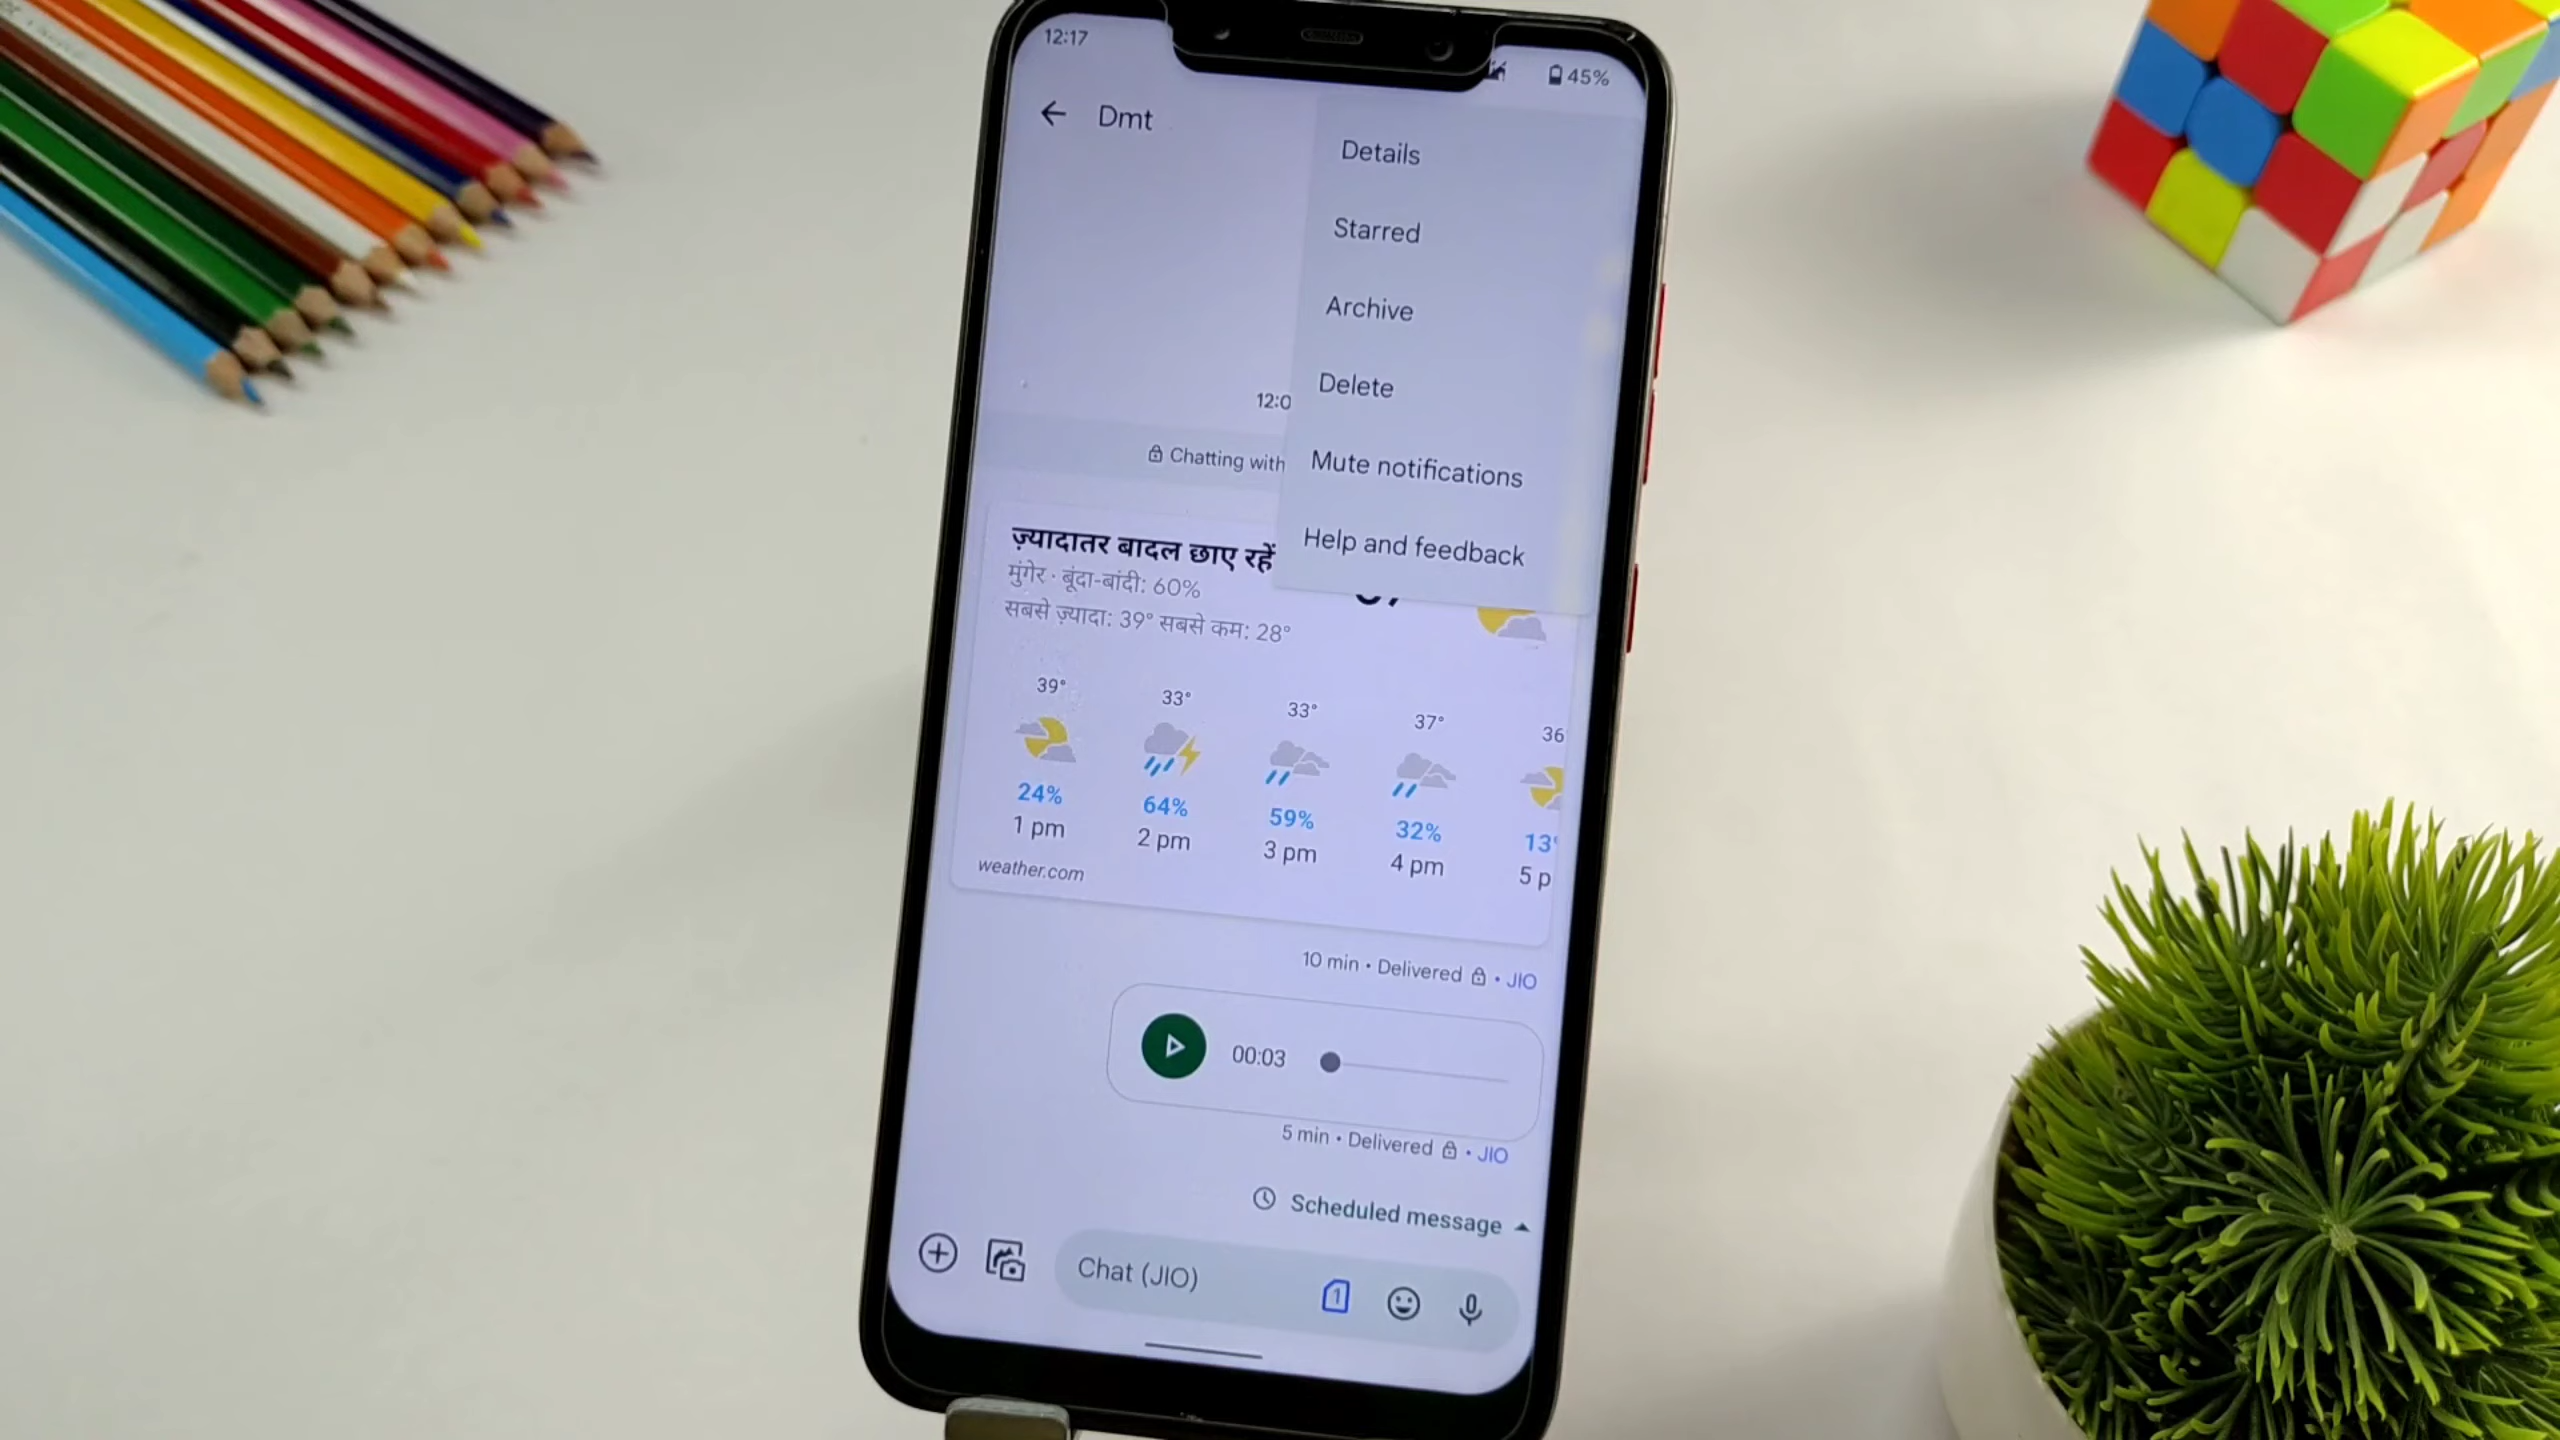 12:17
45%
Dmt
Details
Starred
Archive
Delete
Mute notifications
Help and feedback
12:0
Chatting with
ज़्यादातर बादल छाए रहें
मुंगेर · बूंदा-बांदी: 60%
सबसे ज़्यादा: 39° सबसे कम: 28°
39° 33° 33° 37° 36
24% 64% 59% 32% 13
1 pm 2 pm 3 pm 4 pm 5 p
weather.com
10 min • Delivered • JIO
00:03
5 min • Delivered • JIO
Scheduled message
Chat (JIO) 1